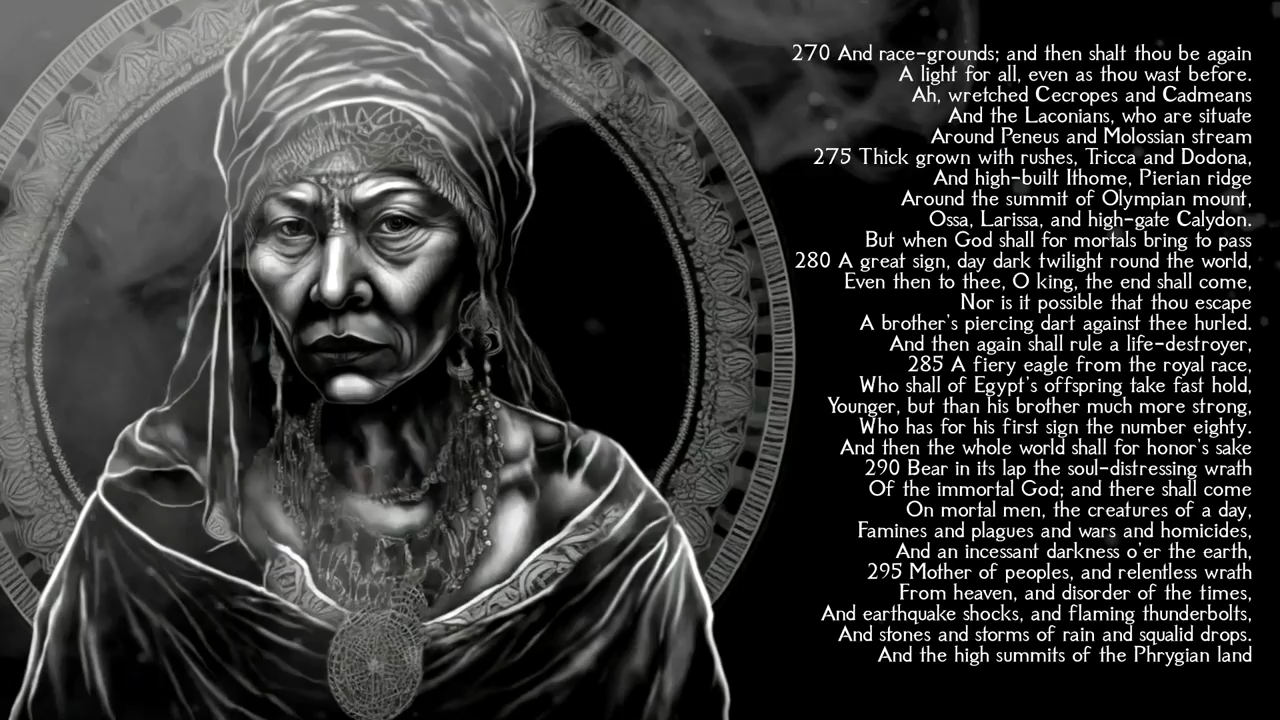 270 And race-grounds; and then shalt thou be again
A light for all, even as thou wast before.
Ah, wretched Cecropes and Cadmeans
And the Laconians, who are situate
Around Peneus and Molossian stream
275 Thick grown with rushes, Tricca and Dodona,
And high-built Ithome, Pierian ridge
Around the summit of Olympian mount,
Ossa, Larissa, and high-gate Calydon.
But when God shall for mortals bring to pass
280 A great sign, day dark twilight round the world,
Even then to thee, O king, the end shall come,
Nor is it possible that thou escape
A brother's piercing dart against thee hurled.
And then again shall rule a life-destroyer,
285 A fiery eagle from the royal race,
Who shall of Egypt's offspring take fast hold,
Younger, but than his brother much more strong,
Who has for his first sign the number eighty.
And then the whole world shall for honor's sake
290 Bear in its lap the soul-distressing wrath
Of the immortal God; and there shall come
On mortal men, the creatures of a day,
Famines and plagues and wars and homicides,
And an incessant darkness o'er the earth,
295 Mother of peoples, and relentless wrath
From heaven, and disorder of the times,
And earthquake shocks, and flaming thunderbolts,
And stones and storms of rain and squalid drops.
And the high summits of the Phrygian land